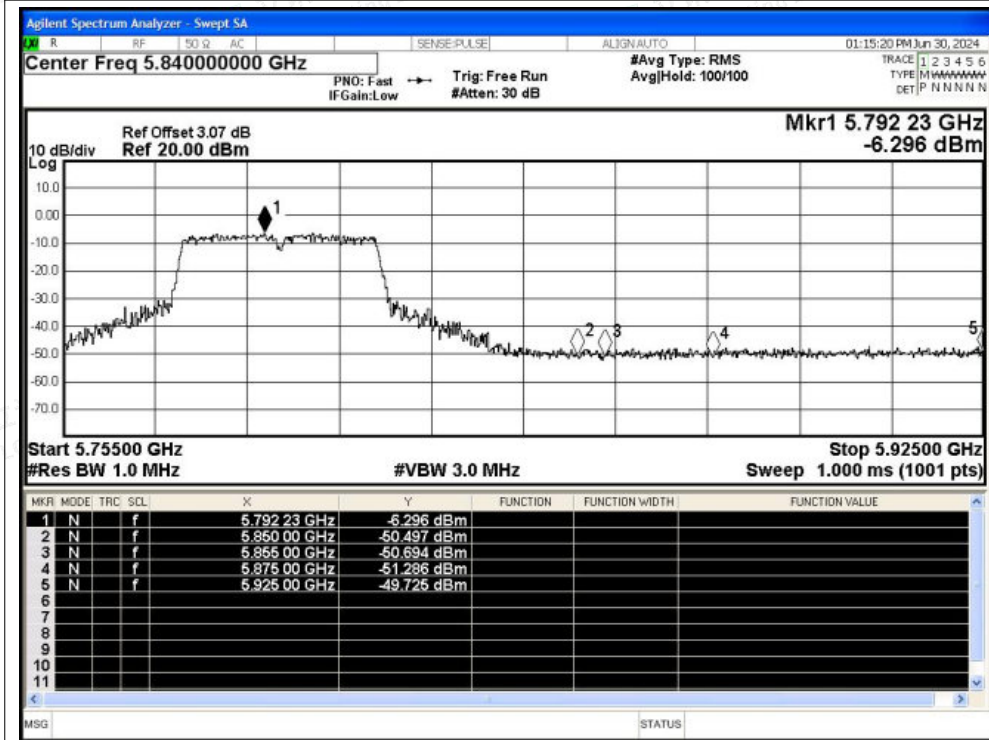 Agilent Spectrum Analyzer - Swept SA
LXI R RF 50 Ω AC SENSE:PULSE ALIGNAUTO 01:15:20 PM Jun 30, 2024
Center Freq 5.840000000 GHz #Avg Type: RMS TRACE 1 2 3 4 5 6
PNO: Fast Trig: Free Run Avg|Hold: 100/100 TYPE M WWWWW
IFGain:Low #Atten: 30 dB DET P N N N N N
Mkr1 5.792 23 GHz
-6.296 dBm
Ref Offset 3.07 dB
10 dB/div Ref 20.00 dBm
Log
10.0
0.00
-10.0
-20.0
-30.0
-40.0
-50.0
-60.0
-70.0
1
2 3 4 5
Start 5.75500 GHz Stop 5.92500 GHz
#Res BW 1.0 MHz #VBW 3.0 MHz Sweep 1.000 ms (1001 pts)
MKR MODE TRC SCL X Y FUNCTION FUNCTION WIDTH FUNCTION VALUE
1 N f 5.792 23 GHz -6.296 dBm
2 N f 5.850 00 GHz -50.497 dBm
3 N f 5.855 00 GHz -50.694 dBm
4 N f 5.875 00 GHz -51.286 dBm
5 N f 5.925 00 GHz -49.725 dBm
6
7
8
9
10
11
MSG STATUS